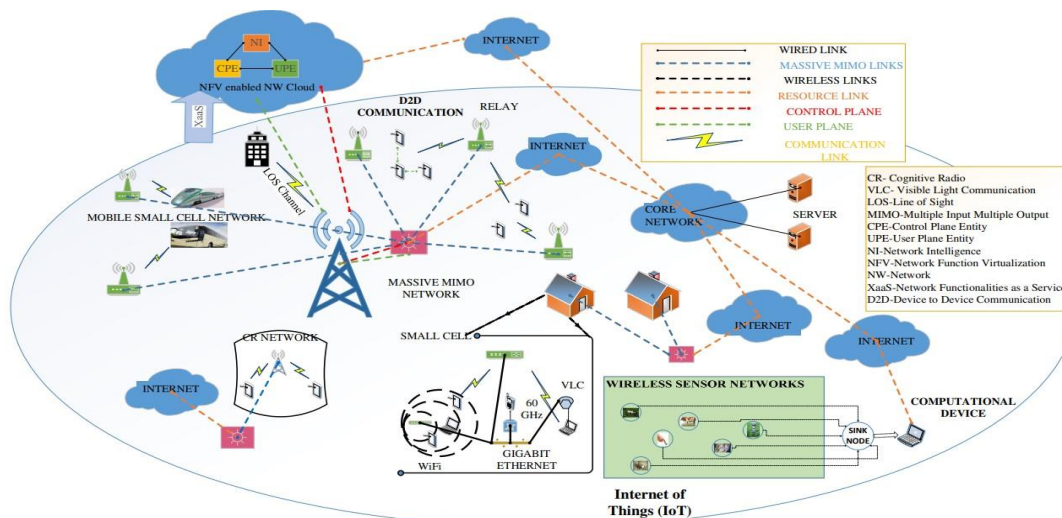 NI
CPE
UPE
NFV enabled NW Cloud
XaaS
INTERNET
WIRED LINK
MASSIVE MIMO LINKS
WIRELESS LINKS
RESOURCE LINK
CONTROL PLANE
USER PLANE
COMMUNICATION
LINK
D2D
COMMUNICATION
RELAY
INTERNET
LOS Channel
MOBILE SMALL CELL NETWORK
CORE
NETWORK
SERVER
CR- Cognitive Radio
VLC- Visible Light Communication
LOS-Line of Sight
MIMO-Multiple Input Multiple Output
CPE-Control Plane Entity
UPE-User Plane Entity
NI-Network Intelligence
NFV-Network Function Virtualization
NW-Network
XaaS-Network Functionalities as a Service
D2D-Device to Device Communication
MASSIVE MIMO
NETWORK
SMALL CELL
INTERNET
INTERNET
CR NETWORK
INTERNET
VLC
60
GHz
WiFi
GIGABIT
ETHERNET
WIRELESS SENSOR NETWORKS
SINK
NODE
COMPUTATIONAL
DEVICE
Internet of
Things (IoT)